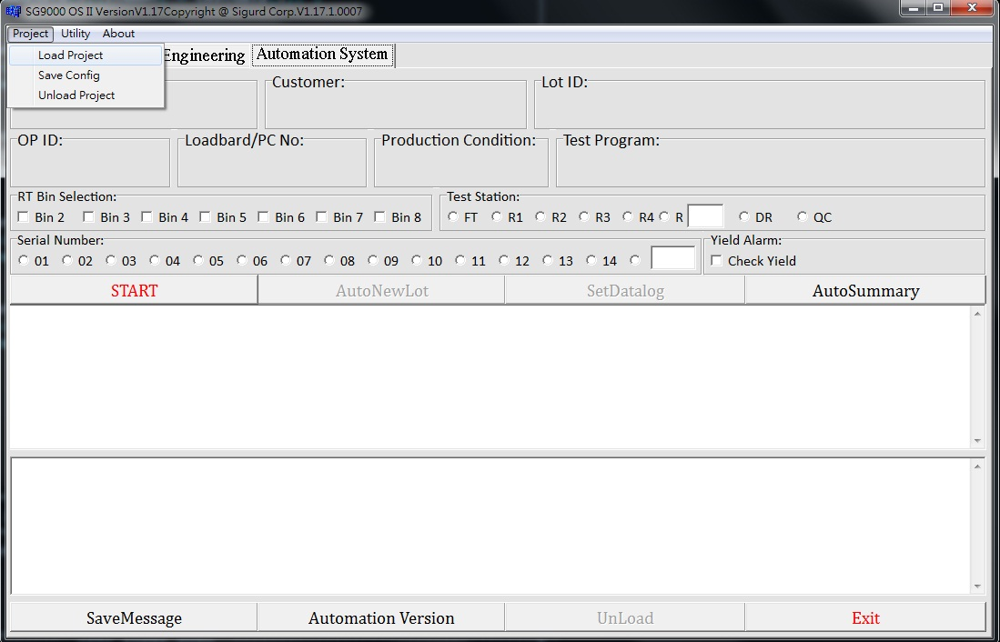 SG9000 OS II VersionV1.17Copyright @ Sigurd Corp.V1.17.1.0007
Project Utility About
Load Project
Save Config
Unload Project
Engineering Automation System
Customer: Lot ID:
OP ID: Loadbard/PC No: Production Condition: Test Program:
RT Bin Selection: Test Station:
Bin 2 Bin 3 Bin 4 Bin 5 Bin 6 Bin 7 Bin 8 FT R1 R2 R3 R4 R DR QC
Serial Number: Yield Alarm:
01 02 03 04 05 06 07 08 09 10 11 12 13 14 Check Yield
START AutoNewLot SetDatalog AutoSummary
SaveMessage Automation Version UnLoad Exit